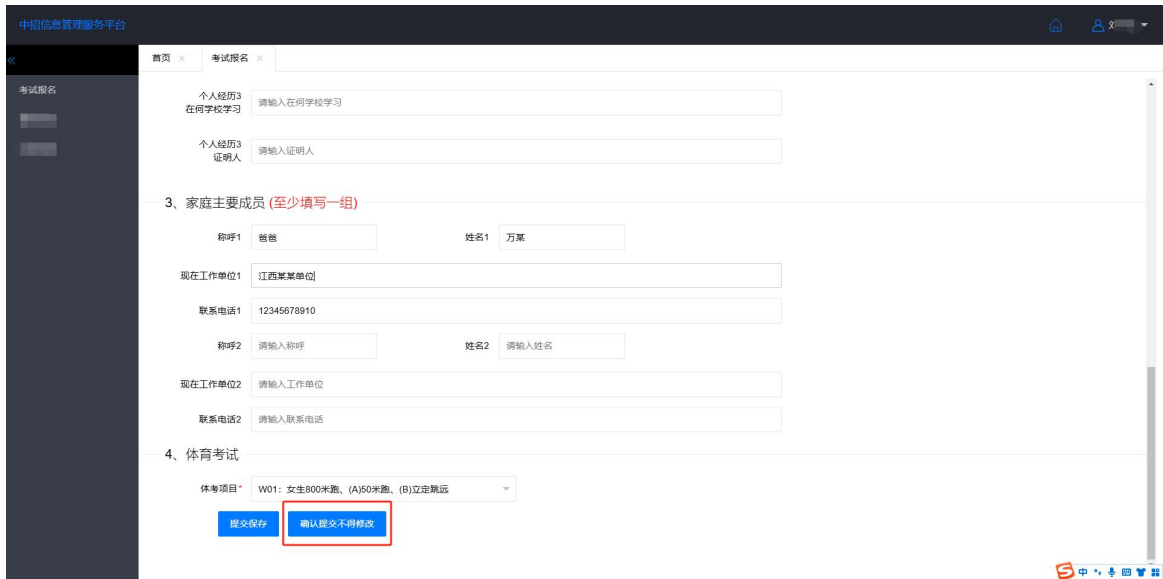 中招信息管理服务平台
刘
首页 × 考试报名 ×
考试报名
个人经历3
在何学校学习
请输入在何学校学习
个人经历3
证明人
请输入证明人
3、家庭主要成员 (至少填写一组)
称呼1 爸爸 姓名1 万某
现在工作单位1 江西某某单位
联系电话1 12345678910
称呼2 请输入称呼 姓名2 请输入姓名
现在工作单位2 请输入工作单位
联系电话2 请输入联系电话
4、体育考试
体考项目* W01：女生800米跑、(A)50米跑、(B)立定跳远
提交保存 确认提交不得修改
中